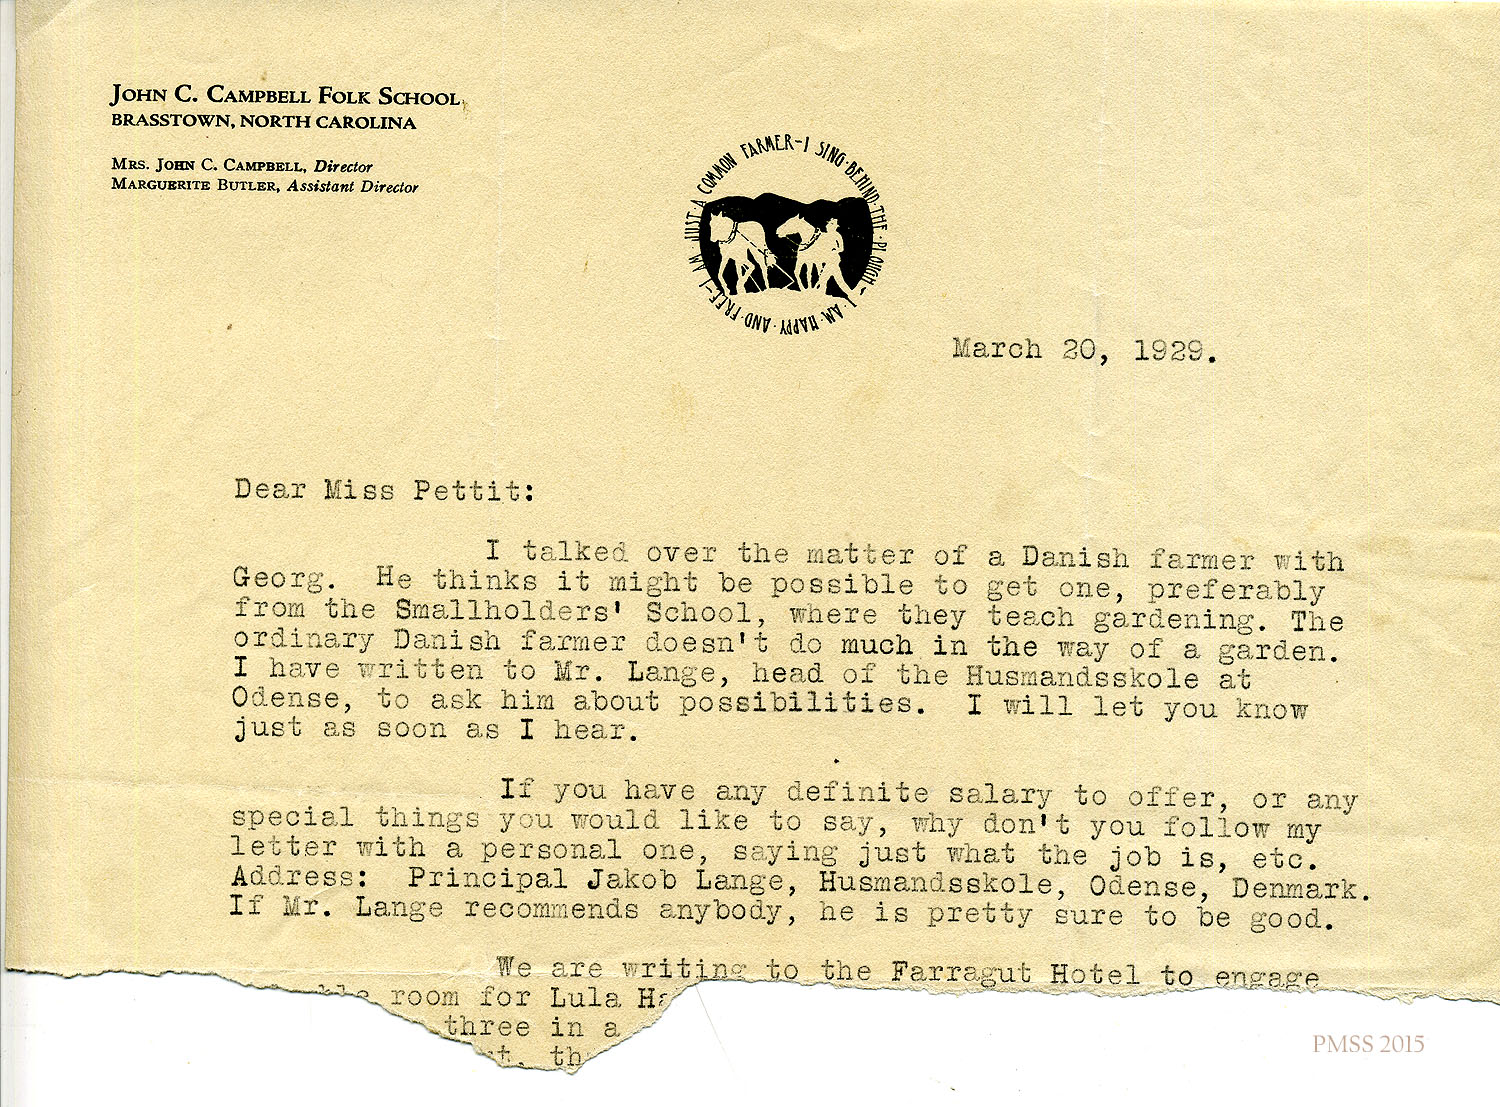 JOHN C. CAMPBELL FOLK SCHOOL
BRASSTOWN, NORTH CAROLINA
MRS. JOHN C. CAMPBELL, Director
MARGUERITE BUTLER, Assistant Director
I AM · JUST · A COMMON FARMER - I SING · BEHIND · THE · PLOUGH - I · AM · HAPPY · AND · FREE -
March 20, 1929.
Dear Miss Pettit:
I talked over the matter of a Danish farmer with
Georg. He thinks it might be possible to get one, preferably
from the Smallholders' School, where they teach gardening. The
ordinary Danish farmer doesn't do much in the way of a garden.
I have written to Mr. Lange, head of the Husmandsskole at
Odense, to ask him about possibilities. I will let you know
just as soon as I hear.
If you have any definite salary to offer, or any
special things you would like to say, why don't you follow my
letter with a personal one, saying just what the job is, etc.
Address: Principal Jakob Lange, Husmandsskole, Odense, Denmark.
If Mr. Lange recommends anybody, he is pretty sure to be good.
We are writing to the Farragut Hotel to engage
room for Lula
three in a
PMSS 2015